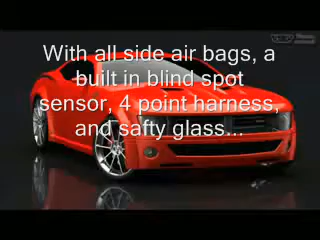 With all side air bags, a
built in blind spot
sensor, 4 point harness,
and safty glass...